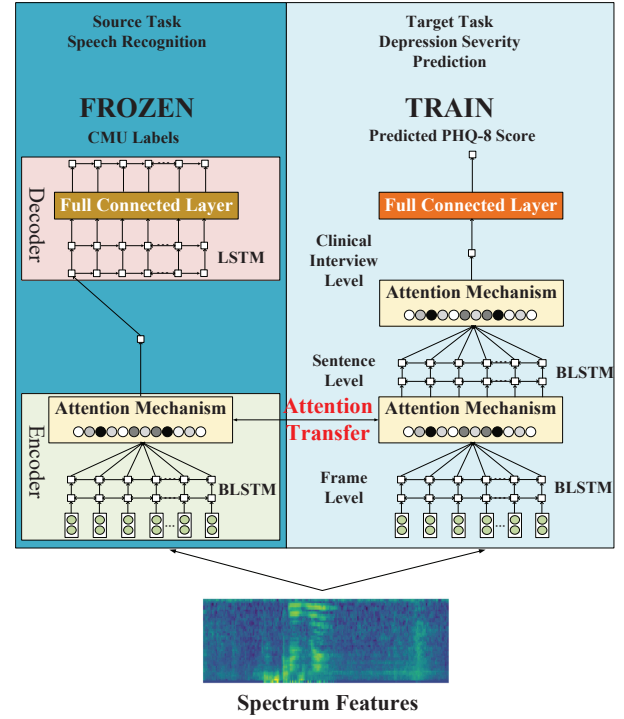 Source Task
Speech Recognition
FROZEN
CMU Labels
Decoder
Full Connected Layer
LSTM
Encoder
Attention Mechanism
BLSTM
Target Task
Depression Severity
Prediction
TRAIN
Predicted PHQ-8 Score
Full Connected Layer
Clinical
Interview
Level
Attention Mechanism
Sentence
Level
BLSTM
Attention
Transfer
Attention Mechanism
Frame
Level
BLSTM
Spectrum Features